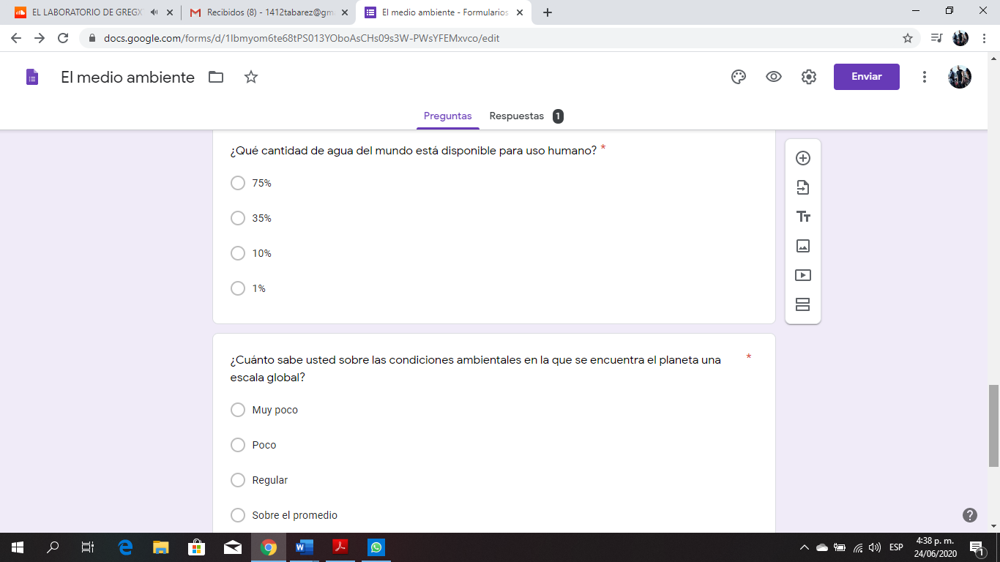 EL LABORATORIO DE GREGX
Recibidos (8) - 1412tabarez@gm
El medio ambiente - Formularios
docs.google.com/forms/d/1lbmyom6te68tPS013YOboAsCHs09s3W-PWsYFEMxvco/edit
El medio ambiente
Enviar
Preguntas
Respuestas
1
¿Qué cantidad de agua del mundo está disponible para uso humano? *
75%
35%
10%
1%
¿Cuánto sabe usted sobre las condiciones ambientales en la que se encuentra el planeta una *
escala global?
Muy poco
Poco
Regular
Sobre el promedio
ESP
4:38 p. m.
24/06/2020
1